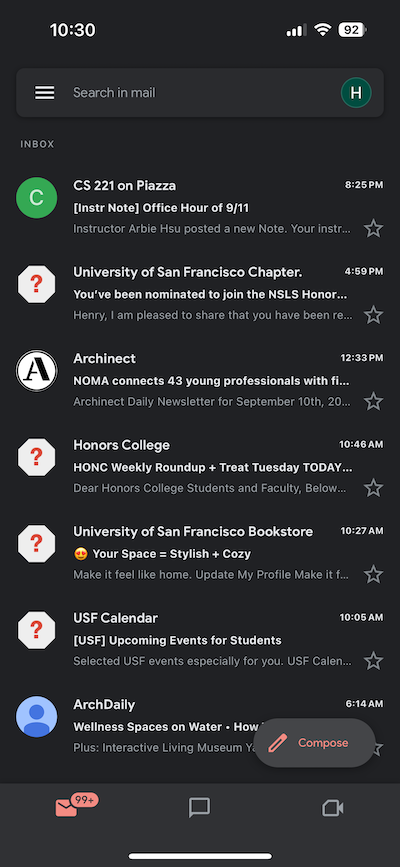 10:30
92
Search in mail
H
INBOX
C
CS 221 on Piazza
8:25 PM
[Instr Note] Office Hour of 9/11
Instructor Arbie Hsu posted a new Note. Your instr...
?
University of San Francisco Chapter.
4:59 PM
You've been nominated to join the NSLS Honor...
Henry, I am pleased to share that you have been re...
A
Archinect
12:33 PM
NOMA connects 43 young professionals with fi...
Archinect Daily Newsletter for September 10th, 20...
?
Honors College
10:46 AM
HONC Weekly Roundup + Treat Tuesday TODAY...
Dear Honors College Students and Faculty, Below...
?
University of San Francisco Bookstore
10:27 AM
😍 Your Space = Stylish + Cozy
Make it feel like home. Update My Profile Make it f...
?
USF Calendar
10:05 AM
[USF] Upcoming Events for Students
Selected USF events especially for you. USF Calen...
ArchDaily
6:14 AM
Wellness Spaces on Water • How
Plus: Interactive Living Museum
Compose
99+